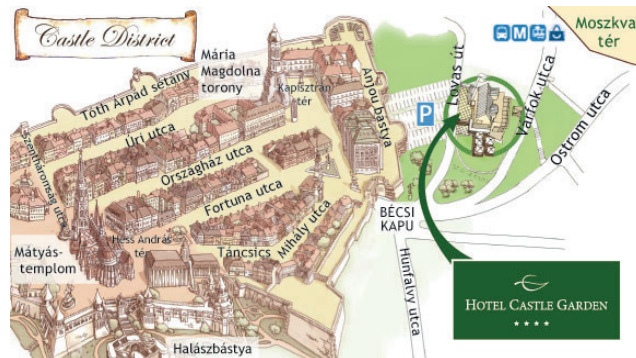 Castle District
Moszkva
tér
M
P
Mária
Magdolna
torony
Kapisztrán
tér
Anjou bástya
Lovas út
Várfok utca
Ostrom utca
Tóth Árpád sétány
Úri utca
Országház utca
Fortuna utca
Szentháromság utca
Táncsics
Mihály utca
BÉCSI
KAPU
Hunfalvy út
Mátyás-
templom
Hess András
tér
Halászbástya
HOTEL CASTLE GARDEN